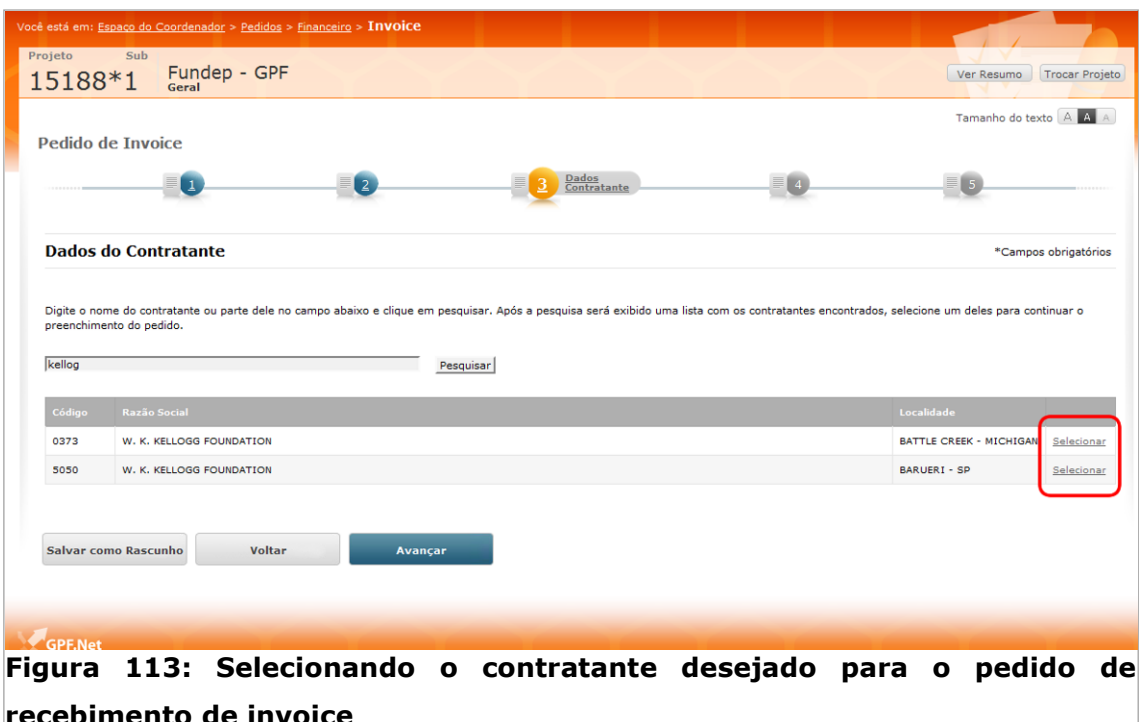 Você está em: Espaço do Coordenador > Pedidos > Financeiro > Invoice
Projeto Sub
15188*1 Fundep - GPF
Geral
Ver Resumo Trocar Projeto
Tamanho do texto A A A
Pedido de Invoice
1 2 3 Dados Contratante 4 5
Dados do Contratante *Campos obrigatórios
Digite o nome do contratante ou parte dele no campo abaixo e clique em pesquisar. Após a pesquisa será exibido uma lista com os contratantes encontrados, selecione um deles para continuar o
preenchimento do pedido.
kellog Pesquisar
Código Razão Social Localidade
0373 W. K. KELLOGG FOUNDATION BATTLE CREEK - MICHIGAN Selecionar
5050 W. K. KELLOGG FOUNDATION BARUERI - SP Selecionar
Salvar como Rascunho Voltar Avançar
GPF.Net
Figura 113: Selecionando o contratante desejado para o pedido de
recebimento de invoice